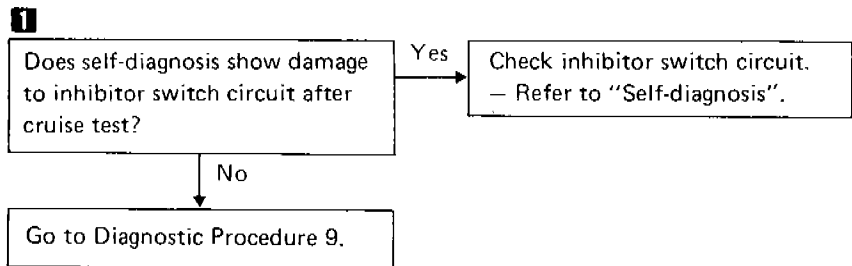 1
Does self-diagnosis show damage
to inhibitor switch circuit after
cruise test?
Yes
Check inhibitor switch circuit.
— Refer to "Self-diagnosis".
No
Go to Diagnostic Procedure 9.